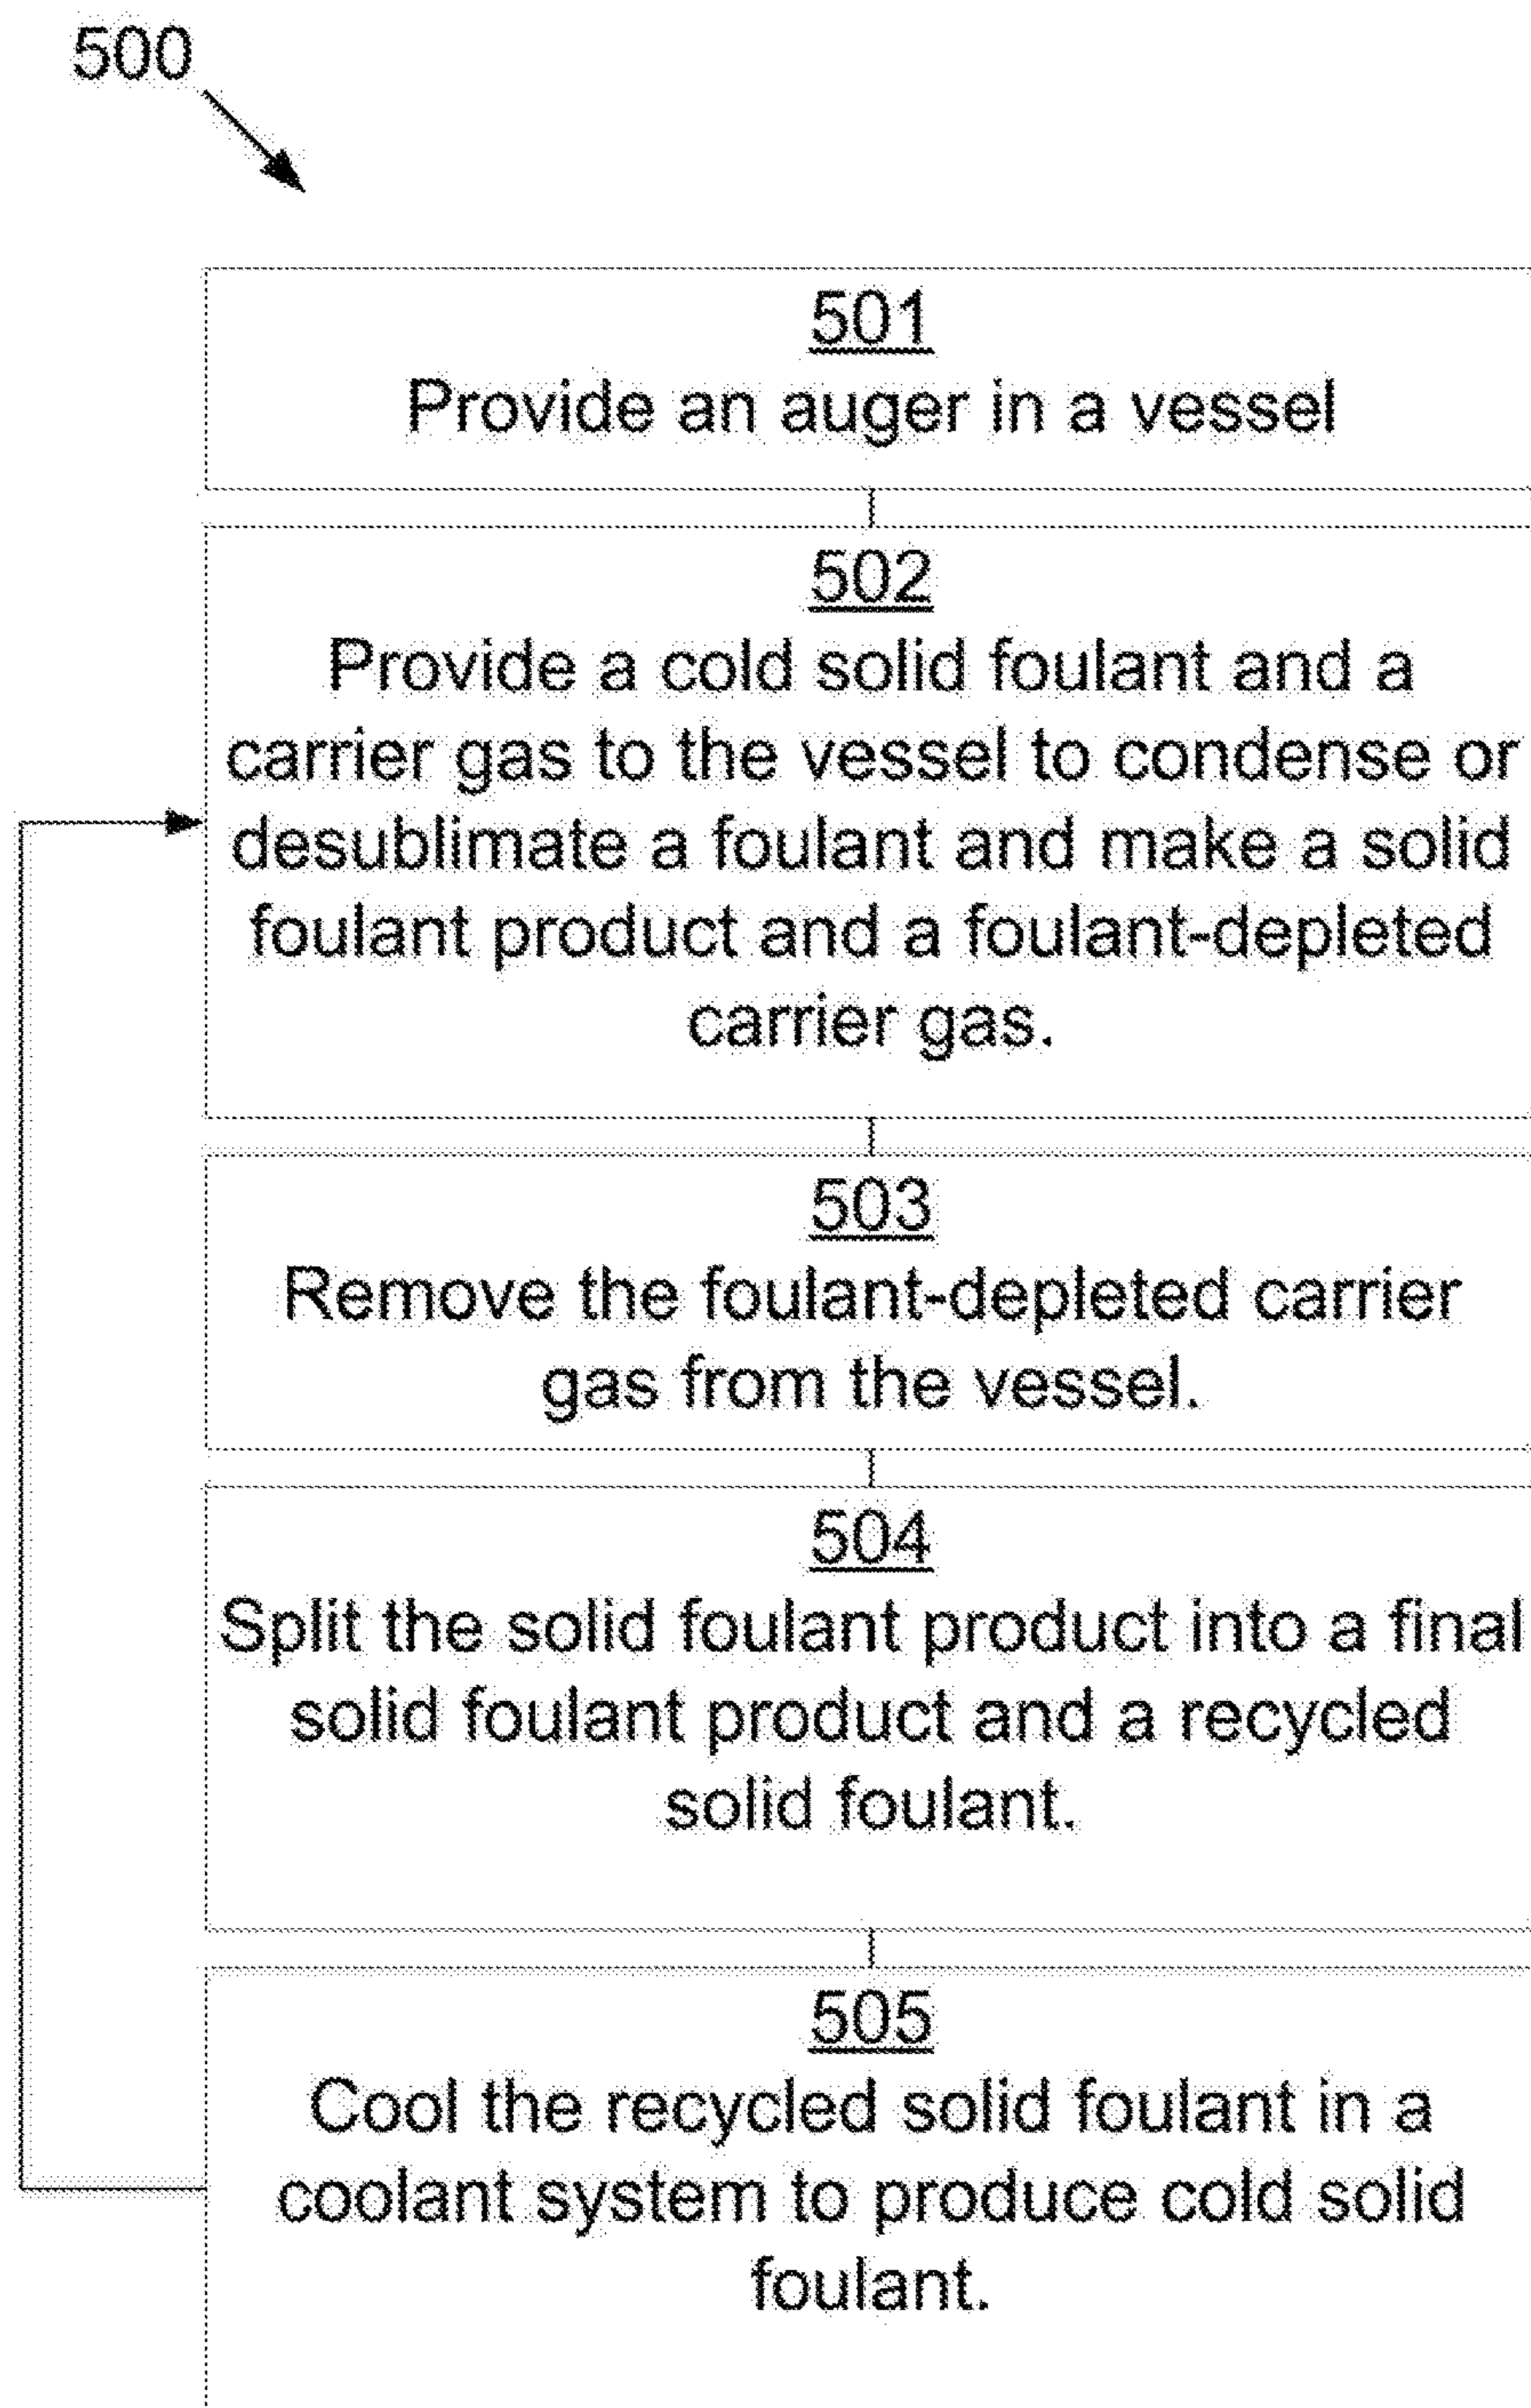 500
501
Provide an auger in a vessel
502
Provide a cold solid foulant and a
carrier gas to the vessel to condense or
desublimate a foulant and make a solid
foulant product and a foulant-depleted
carrier gas.
503
Remove the foulant-depleted carrier
gas from the vessel.
504
Split the solid foulant product into a final
solid foulant product and a recycled
solid foulant.
505
Cool the recycled solid foulant in a
coolant system to produce cold solid
foulant.